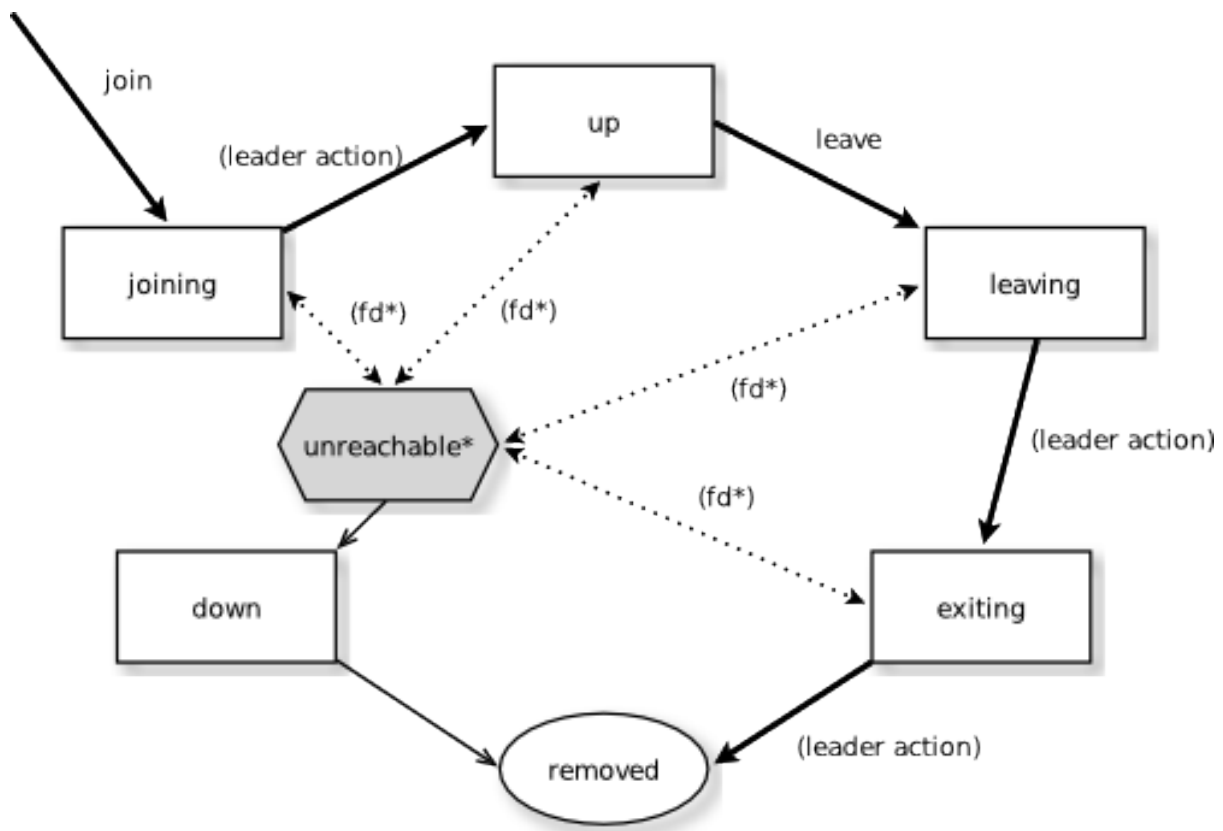 join
up
(leader action)
leave
joining
leaving
(fd*)
(fd*)
(fd*)
unreachable*
(leader action)
(fd*)
down
exiting
(leader action)
removed